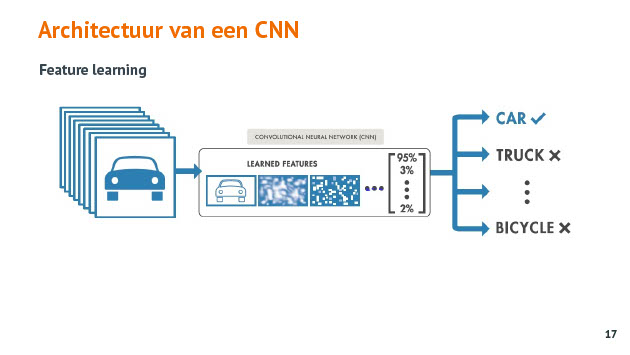 Architectuur van een CNN
Feature learning
CONVOLUTIONAL NEURAL NETWORK (CNN)
LEARNED FEATURES
95%
3%
2%
CAR
TRUCK
BICYCLE
17